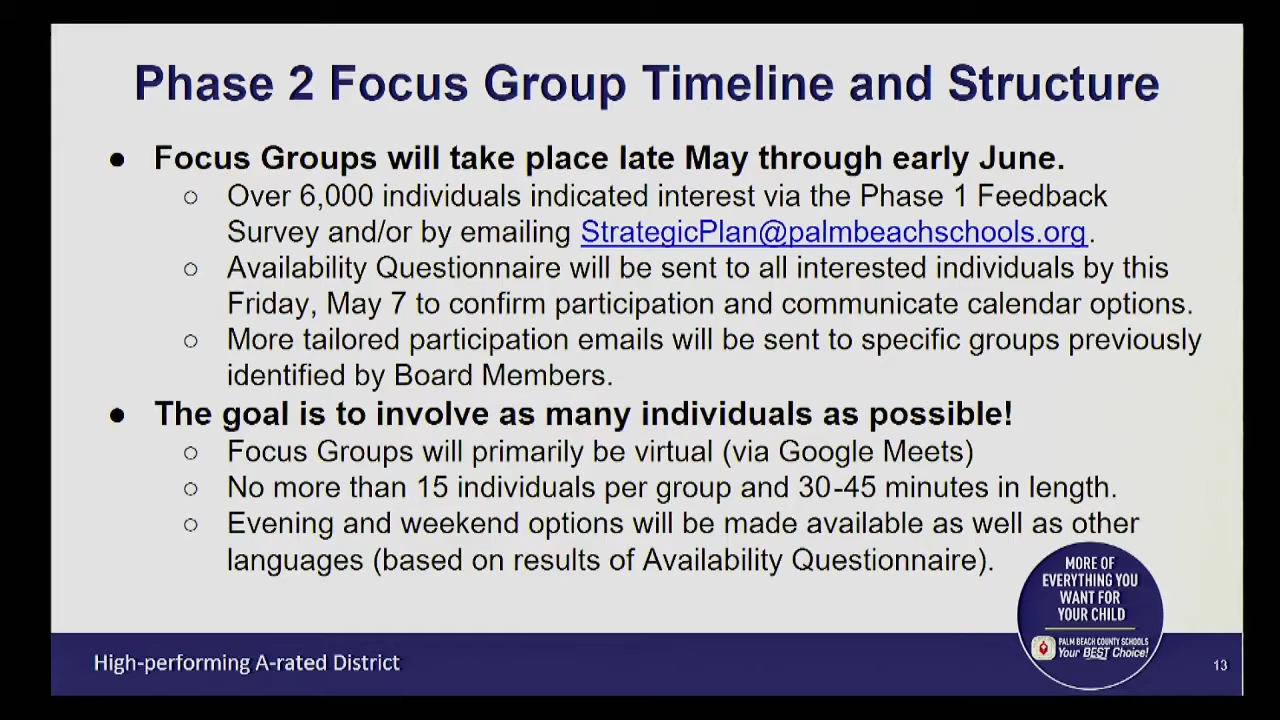 Phase 2 Focus Group Timeline and Structure
● Focus Groups will take place late May through early June.
○ Over 6,000 individuals indicated interest via the Phase 1 Feedback
Survey and/or by emailing StrategicPlan@palmbeachschools.org.
○ Availability Questionnaire will be sent to all interested individuals by this
Friday, May 7 to confirm participation and communicate calendar options.
○ More tailored participation emails will be sent to specific groups previously
identified by Board Members.
● The goal is to involve as many individuals as possible!
○ Focus Groups will primarily be virtual (via Google Meets)
○ No more than 15 individuals per group and 30-45 minutes in length.
○ Evening and weekend options will be made available as well as other
languages (based on results of Availability Questionnaire).
MORE OF
EVERYTHING YOU
WANT FOR
YOUR CHILD
PALM BEACH COUNTY SCHOOLS
Your BEST Choice!
High-performing A-rated District
13